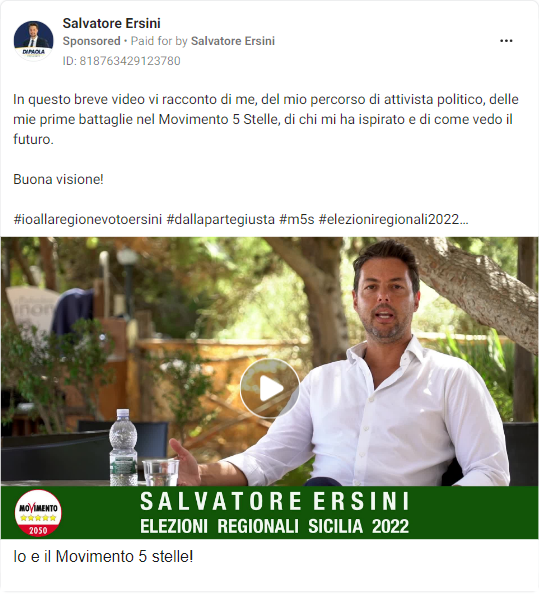 Salvatore Ersini
Sponsored • Paid for by Salvatore Ersini
ID: 818763429123780
In questo breve video vi racconto di me, del mio percorso di attivista politico, delle
mie prime battaglie nel Movimento 5 Stelle, di chi mi ha ispirato e di come vedo il
futuro.
Buona visione!
#ioallaregionevotoersini #dallapartegiusta #m5s #elezioniregionali2022...
DI PAOLA
MOVIMENTO
2050
SALVATORE ERSINI
ELEZIONI REGIONALI SICILIA 2022
Io e il Movimento 5 stelle!